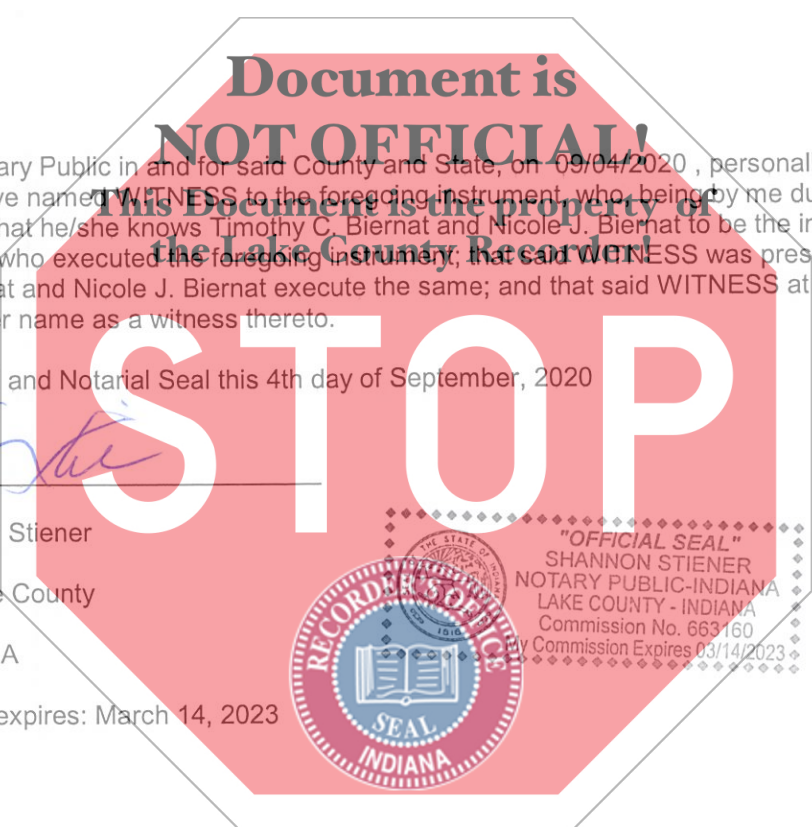 Document is
NOT OFFICIAL!
This Document is the property of
the Lake County Recorder!
ary Public in and for said County and State, on 09/04/2020 , personal
ve named WITNESS to the foregoing instrument, who, being by me du
hat he/she knows Timothy C. Biernat and Nicole J. Biernat to be the in
who executed the foregoing instrument; that said WITNESS was pres
at and Nicole J. Biernat execute the same; and that said WITNESS at
r name as a witness thereto.
and Notarial Seal this 4th day of September, 2020
STOP
Stiener
e County
A
expires: March 14, 2023
"OFFICIAL SEAL"
SHANNON STIENER
NOTARY PUBLIC-INDIANA
LAKE COUNTY - INDIANA
Commission No. 663160
My Commission Expires 03/14/2023
THE STATE OF INDIANA
RECORDER'S OFFICE
SEAL
INDIANA